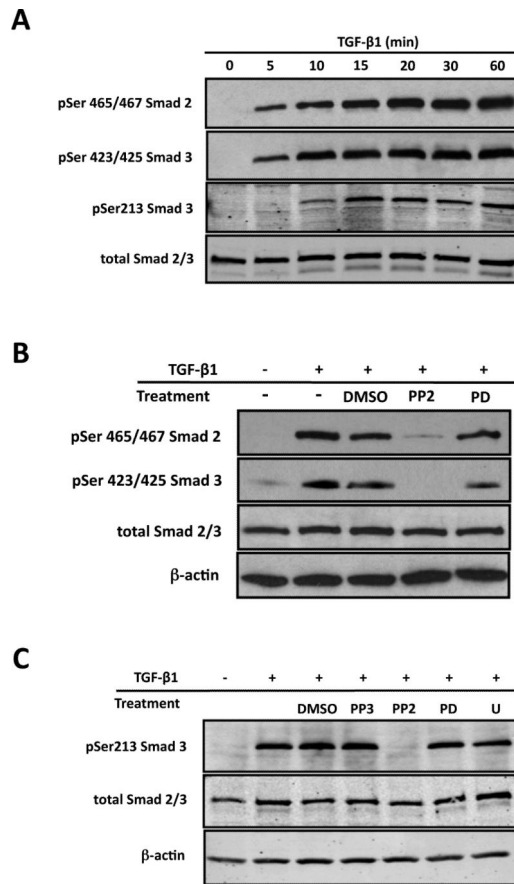 A
TGF-β1 (min)
0 5 10 15 20 30 60
pSer 465/467 Smad 2
pSer 423/425 Smad 3
pSer213 Smad 3
total Smad 2/3
B
TGF-β1 - + + + +
Treatment - - DMSO PP2 PD
pSer 465/467 Smad 2
pSer 423/425 Smad 3
total Smad 2/3
β-actin
C
TGF-β1 - + + + + + +
Treatment DMSO PP3 PP2 PD U
pSer213 Smad 3
total Smad 2/3
β-actin